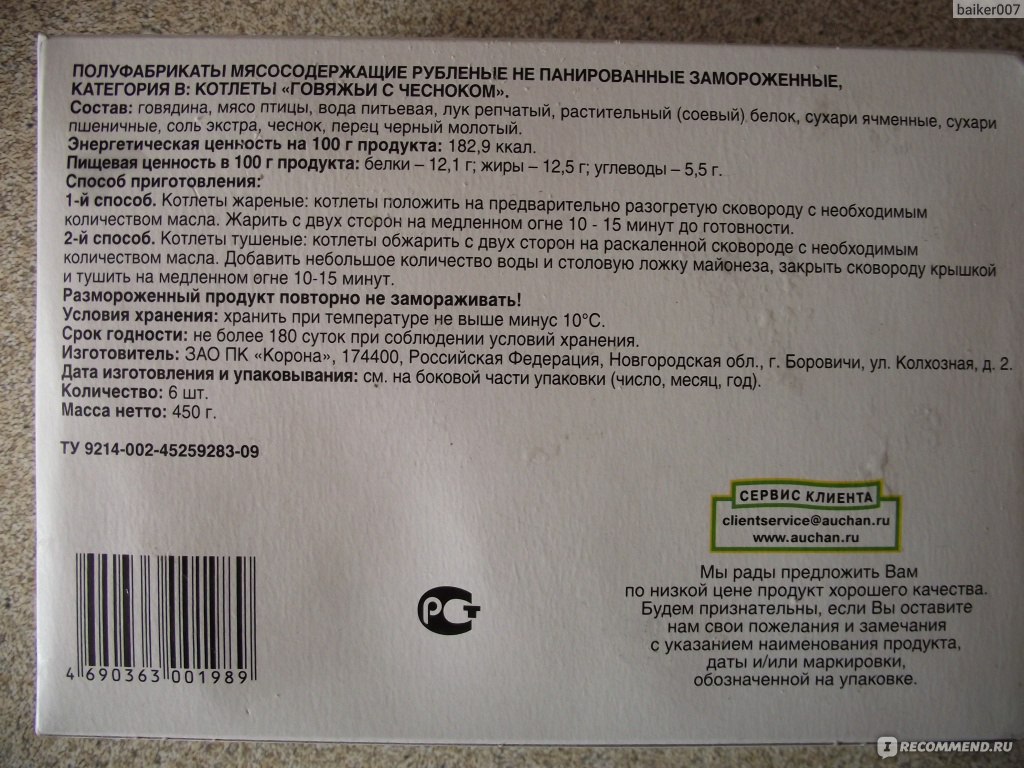 baiker007
ПОЛУФАБРИКАТЫ МЯСОСОДЕРЖАЩИЕ РУБЛЕНЫЕ НЕ ПАНИРОВАННЫЕ ЗАМОРОЖЕННЫЕ,
КАТЕГОРИЯ В: КОТЛЕТЫ «ГОВЯЖЬИ С ЧЕСНОКОМ».
Состав: говядина, мясо птицы, вода питьевая, лук репчатый, растительный (соевый) белок, сухари ячменные, сухари
пшеничные, соль экстра, чеснок, перец черный молотый.
Энергетическая ценность на 100 г продукта: 182,9 ккал.
Пищевая ценность в 100 г продукта: белки – 12,1 г; жиры – 12,5 г; углеводы – 5,5 г.
Способ приготовления:
1-й способ. Котлеты жареные: котлеты положить на предварительно разогретую сковороду с необходимым
количеством масла. Жарить с двух сторон на медленном огне 10 - 15 минут до готовности.
2-й способ. Котлеты тушеные: котлеты обжарить с двух сторон на раскаленной сковороде с необходимым
количеством масла. Добавить небольшое количество воды и столовую ложку майонеза, закрыть сковороду крышкой
и тушить на медленном огне 10-15 минут.
Размороженный продукт повторно не замораживать!
Условия хранения: хранить при температуре не выше минус 10°С.
Срок годности: не более 180 суток при соблюдении условий хранения.
Изготовитель: ЗАО ПК «Корона», 174400, Российская Федерация, Новгородская обл., г. Боровичи, ул. Колхозная, д. 2.
Дата изготовления и упаковывания: см. на боковой части упаковки (число, месяц, год).
Количество: 6 шт.
Масса нетто: 450 г.
ТУ 9214-002-45259283-09
СЕРВИС КЛИЕНТА
clientservice@auchan.ru
www.auchan.ru
Мы рады предложить Вам
по низкой цене продукт хорошего качества.
Будем признательны, если Вы оставите
нам свои пожелания и замечания
с указанием наименования продукта,
даты и/или маркировки,
обозначенной на упаковке.
РСТ
4 690363 001989
IRECOMMEND.RU